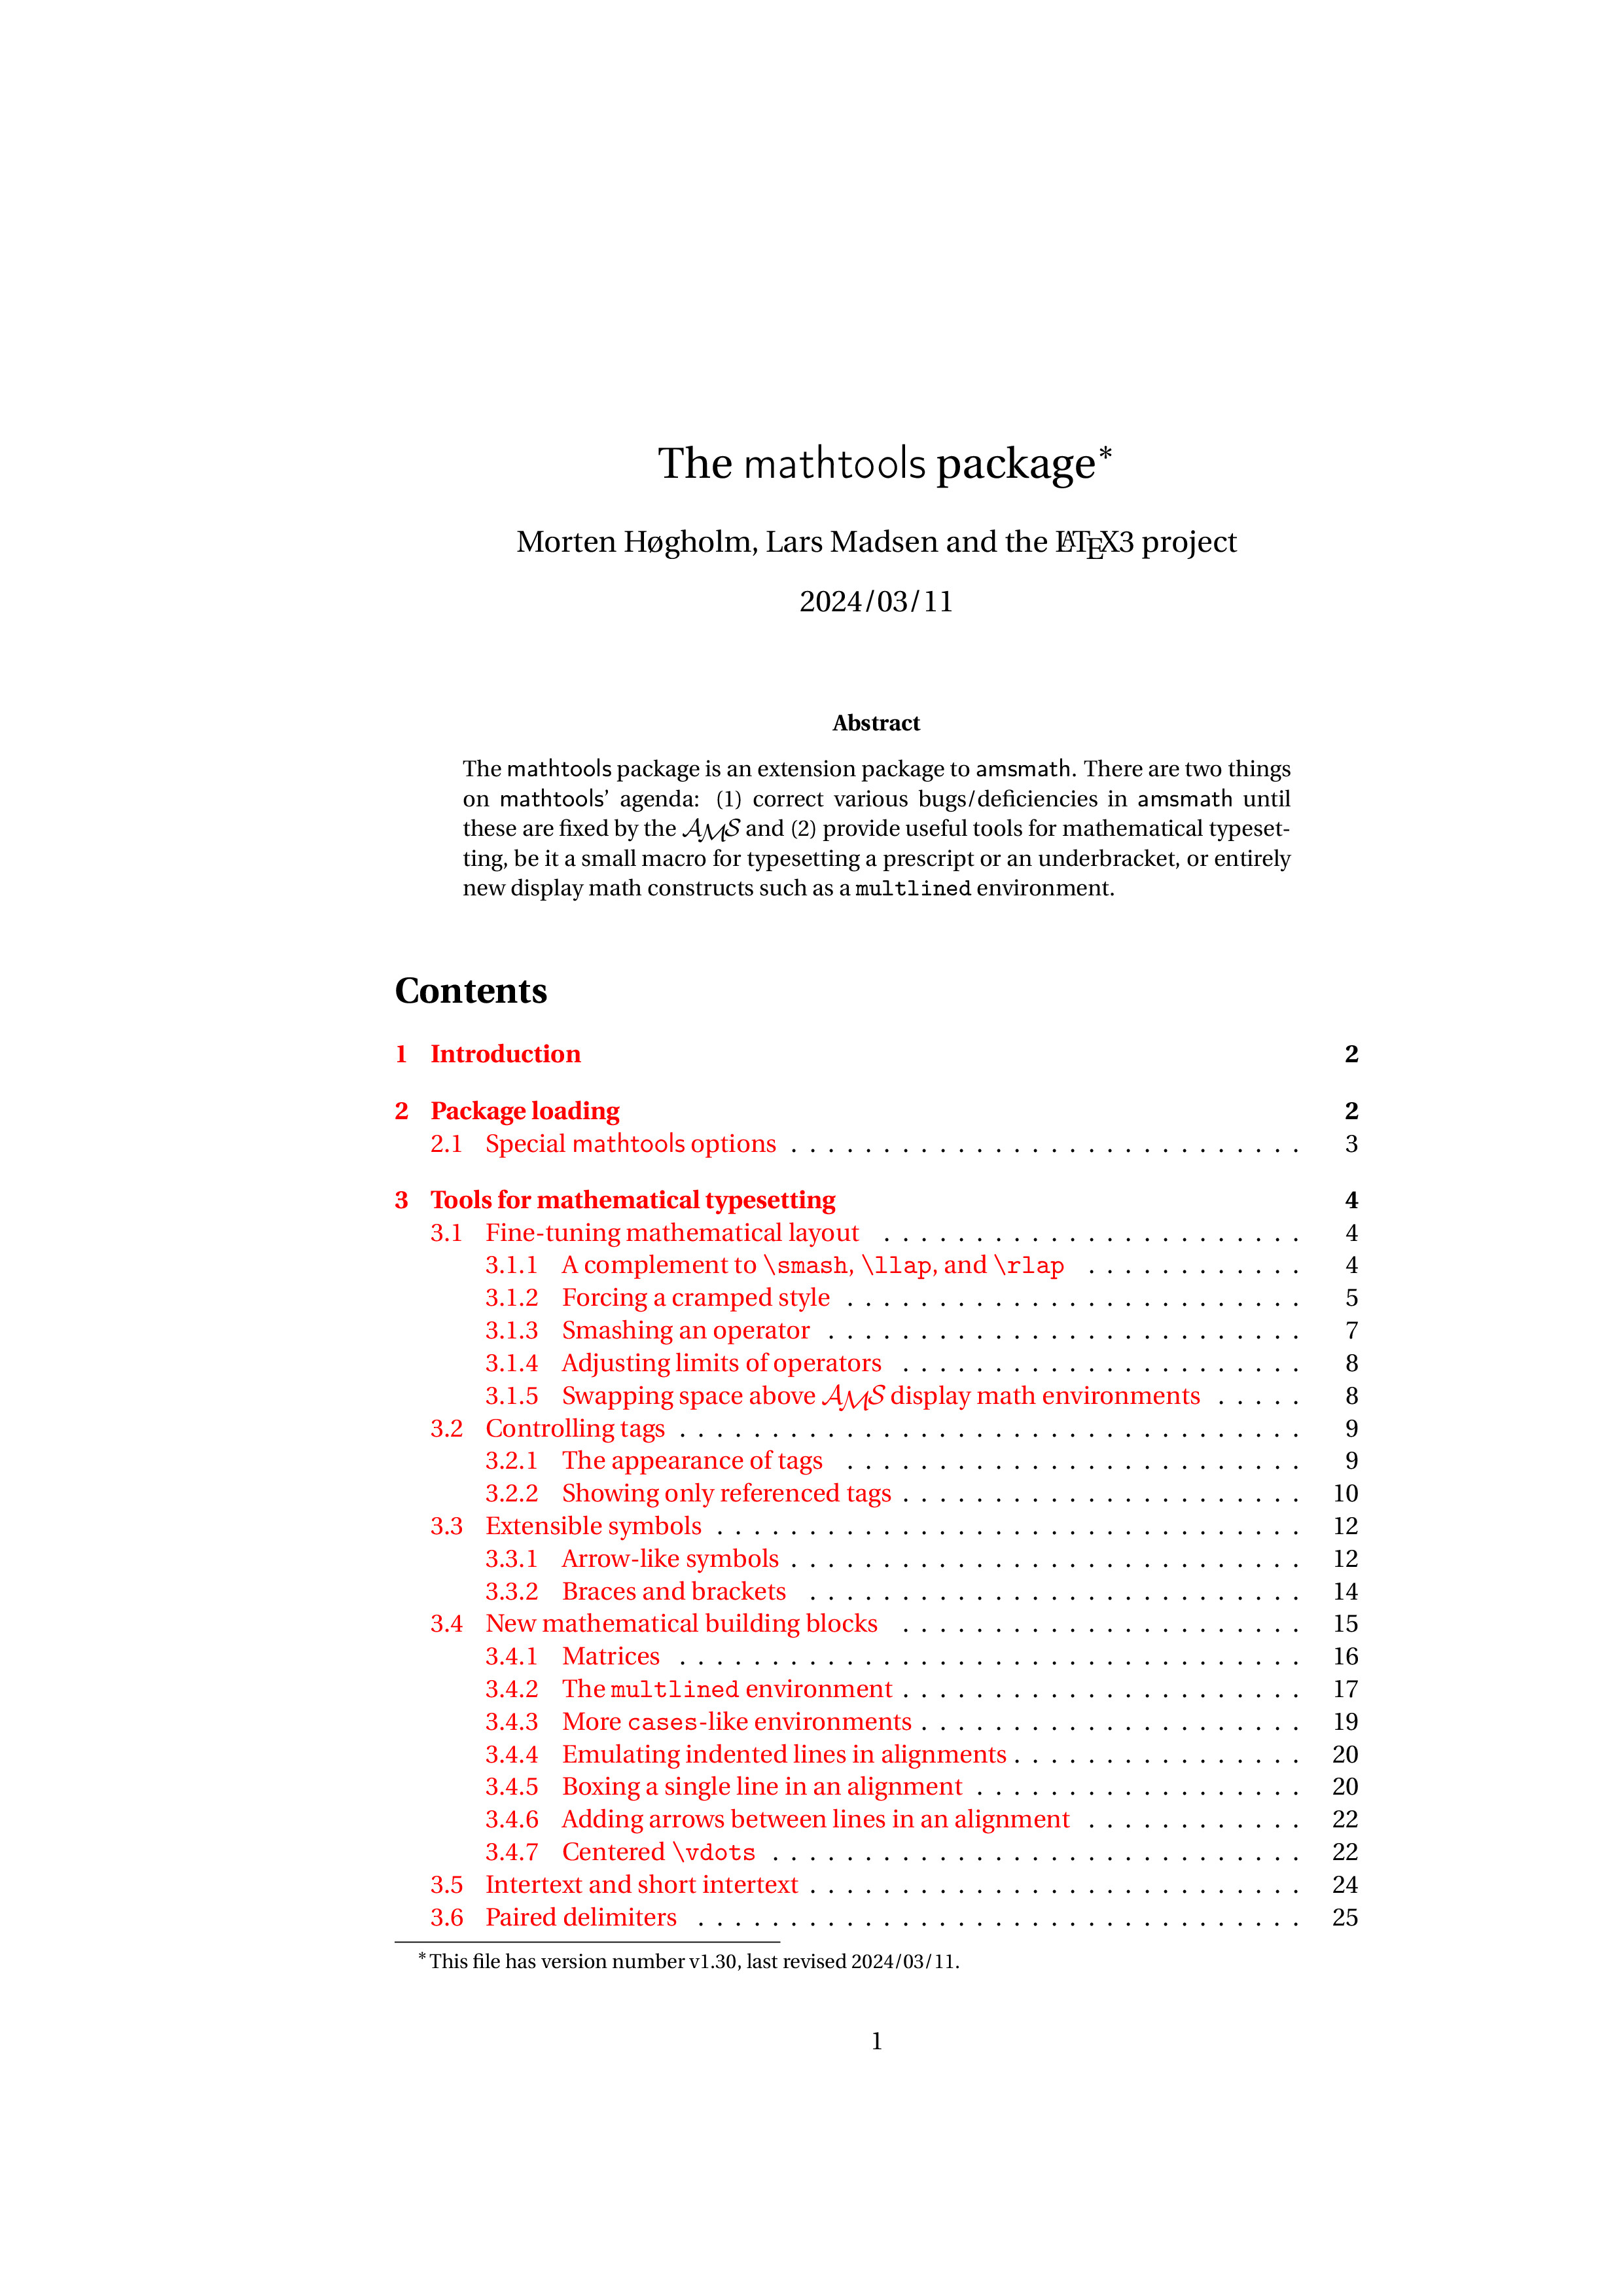 The mathtools package*
Morten Høgholm, Lars Madsen and the LATEX3 project
2024/03/11
Abstract
The mathtools package is an extension package to amsmath. There are two things
on mathtools’ agenda: (1) correct various bugs/deficiencies in amsmath until
these are fixed by the AMS and (2) provide useful tools for mathematical typeset-
ting, be it a small macro for typesetting a prescript or an underbracket, or entirely
new display math constructs such as a multlined environment.
Contents
1 Introduction 2
2 Package loading 2
2.1 Special mathtools options . . . . . . . . . . . . . . . . . . . . . . . . . . . . 3
3 Tools for mathematical typesetting 4
3.1 Fine-tuning mathematical layout . . . . . . . . . . . . . . . . . . . . . . . 4
3.1.1 A complement to \smash, \llap, and \rlap . . . . . . . . . . . . 4
3.1.2 Forcing a cramped style . . . . . . . . . . . . . . . . . . . . . . . . . 5
3.1.3 Smashing an operator . . . . . . . . . . . . . . . . . . . . . . . . . . 7
3.1.4 Adjusting limits of operators . . . . . . . . . . . . . . . . . . . . . . 8
3.1.5 Swapping space above AMS display math environments . . . . . 8
3.2 Controlling tags . . . . . . . . . . . . . . . . . . . . . . . . . . . . . . . . . . 9
3.2.1 The appearance of tags . . . . . . . . . . . . . . . . . . . . . . . . . 9
3.2.2 Showing only referenced tags . . . . . . . . . . . . . . . . . . . . . . 10
3.3 Extensible symbols . . . . . . . . . . . . . . . . . . . . . . . . . . . . . . . . 12
3.3.1 Arrow-like symbols . . . . . . . . . . . . . . . . . . . . . . . . . . . . 12
3.3.2 Braces and brackets . . . . . . . . . . . . . . . . . . . . . . . . . . . 14
3.4 New mathematical building blocks . . . . . . . . . . . . . . . . . . . . . . 15
3.4.1 Matrices . . . . . . . . . . . . . . . . . . . . . . . . . . . . . . . . . . 16
3.4.2 The multlined environment . . . . . . . . . . . . . . . . . . . . . . 17
3.4.3 More cases-like environments . . . . . . . . . . . . . . . . . . . . . 19
3.4.4 Emulating indented lines in alignments . . . . . . . . . . . . . . . . 20
3.4.5 Boxing a single line in an alignment . . . . . . . . . . . . . . . . . . 20
3.4.6 Adding arrows between lines in an alignment . . . . . . . . . . . . 22
3.4.7 Centered \vdots . . . . . . . . . . . . . . . . . . . . . . . . . . . . . 22
3.5 Intertext and short intertext . . . . . . . . . . . . . . . . . . . . . . . . . . . 24
3.6 Paired delimiters . . . . . . . . . . . . . . . . . . . . . . . . . . . . . . . . . 25
*This file has version number v1.30, last revised 2024/03/11.
1